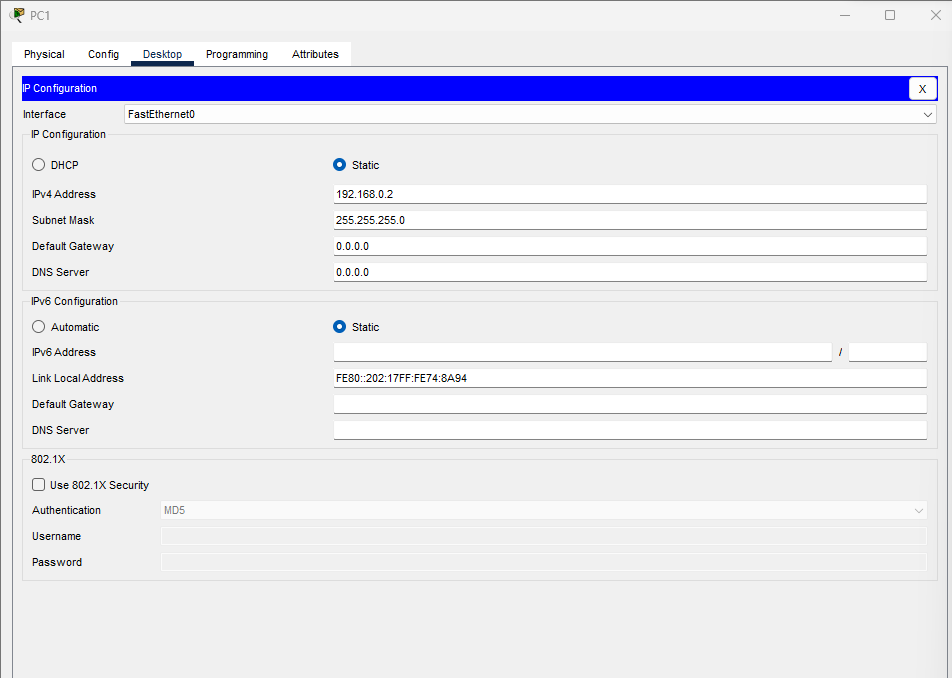 PC1
Physical Config Desktop Programming Attributes
IP Configuration X
Interface FastEthernet0
IP Configuration
DHCP Static
IPv4 Address 192.168.0.2
Subnet Mask 255.255.255.0
Default Gateway 0.0.0.0
DNS Server 0.0.0.0
IPv6 Configuration
Automatic Static
IPv6 Address /
Link Local Address FE80::202:17FF:FE74:8A94
Default Gateway
DNS Server
802.1X
Use 802.1X Security
Authentication MD5
Username
Password